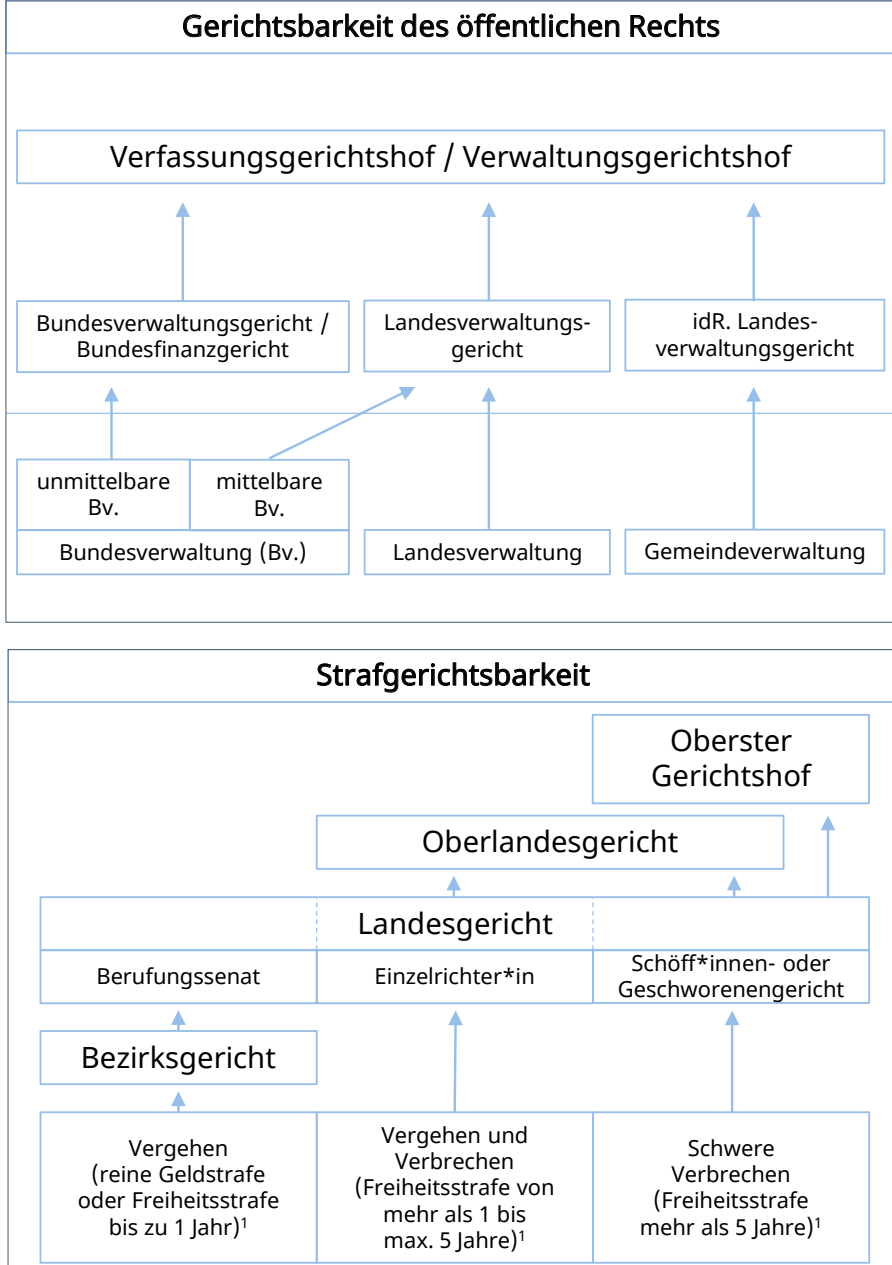 Gerichtsbarkeit des öffentlichen Rechts
Verfassungsgerichtshof / Verwaltungsgerichtshof
Bundesverwaltungsgericht /
Bundesfinanzgericht
Landesverwaltungs-
gericht
idR. Landes-
verwaltungsgericht
unmittelbare
Bv.
mittelbare
Bv.
Bundesverwaltung (Bv.)
Landesverwaltung
Gemeindeverwaltung
Strafgerichtsbarkeit
Oberster
Gerichtshof
Oberlandesgericht
Landesgericht
Berufungssenat
Einzelrichter*in
Schöff*innen- oder
Geschworenengericht
Bezirksgericht
Vergehen
(reine Geldstrafe
oder Freiheitsstrafe
bis zu 1 Jahr)¹
Vergehen und
Verbrechen
(Freiheitsstrafe von
mehr als 1 bis
max. 5 Jahre)¹
Schwere
Verbrechen
(Freiheitsstrafe
mehr als 5 Jahre)¹